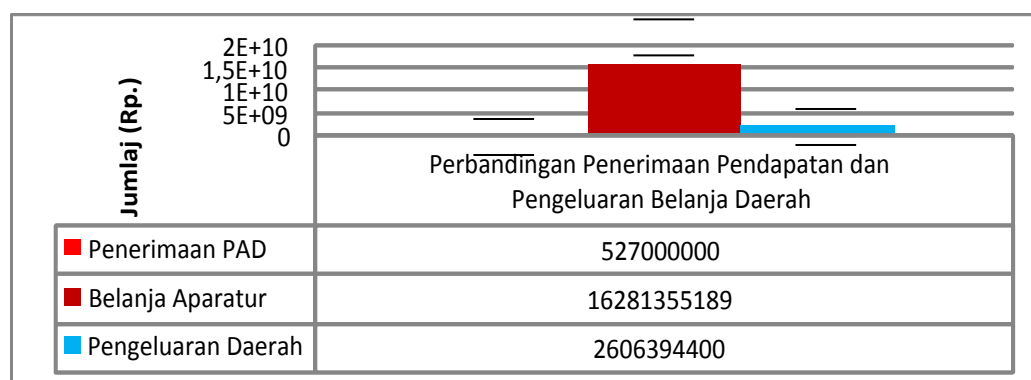 Jumlaj (Rp.)
2E+10
1,5E+10
1E+10
5E+09
0
Perbandingan Penerimaan Pendapatan dan
Pengeluaran Belanja Daerah
Penerimaan PAD 527000000
Belanja Aparatur 16281355189
Pengeluaran Daerah 2606394400